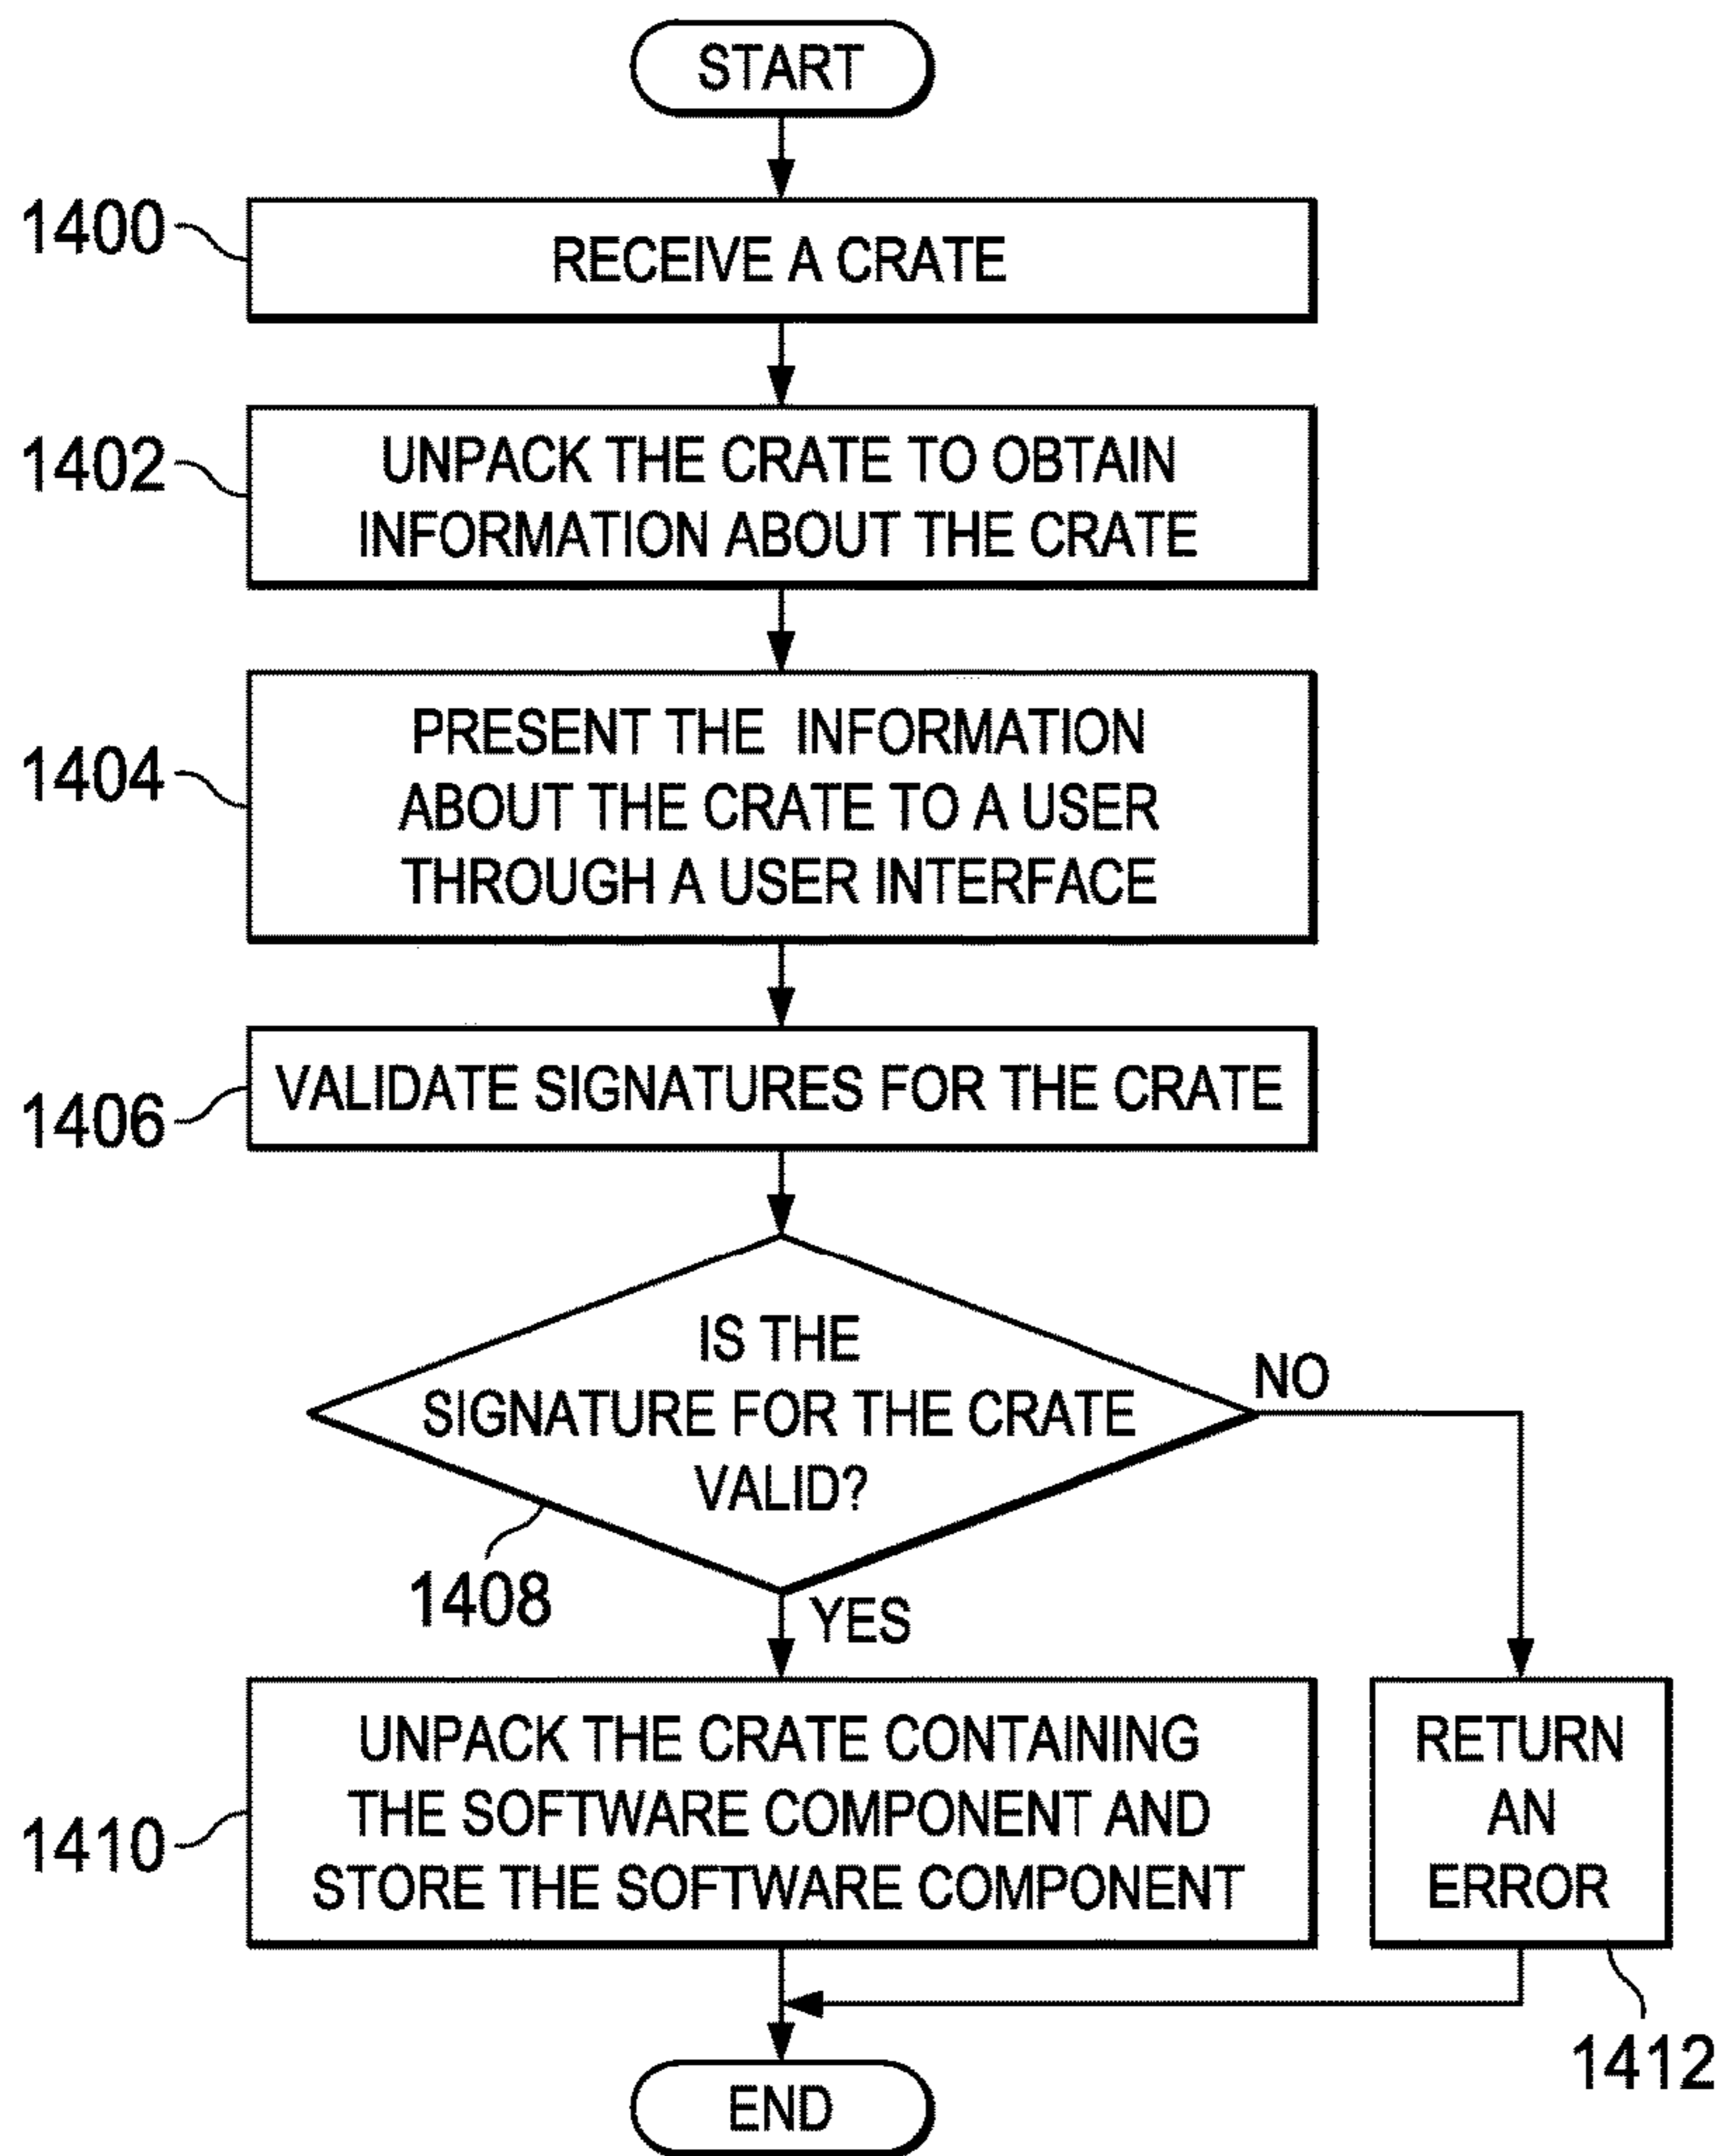 START
1400
RECEIVE A CRATE
1402
UNPACK THE CRATE TO OBTAIN
INFORMATION ABOUT THE CRATE
1404
PRESENT THE INFORMATION
ABOUT THE CRATE TO A USER
THROUGH A USER INTERFACE
1406
VALIDATE SIGNATURES FOR THE CRATE
IS THE
SIGNATURE FOR THE CRATE
VALID?
NO
1408
YES
1410
UNPACK THE CRATE CONTAINING
THE SOFTWARE COMPONENT AND
STORE THE SOFTWARE COMPONENT
RETURN
AN
ERROR
1412
END